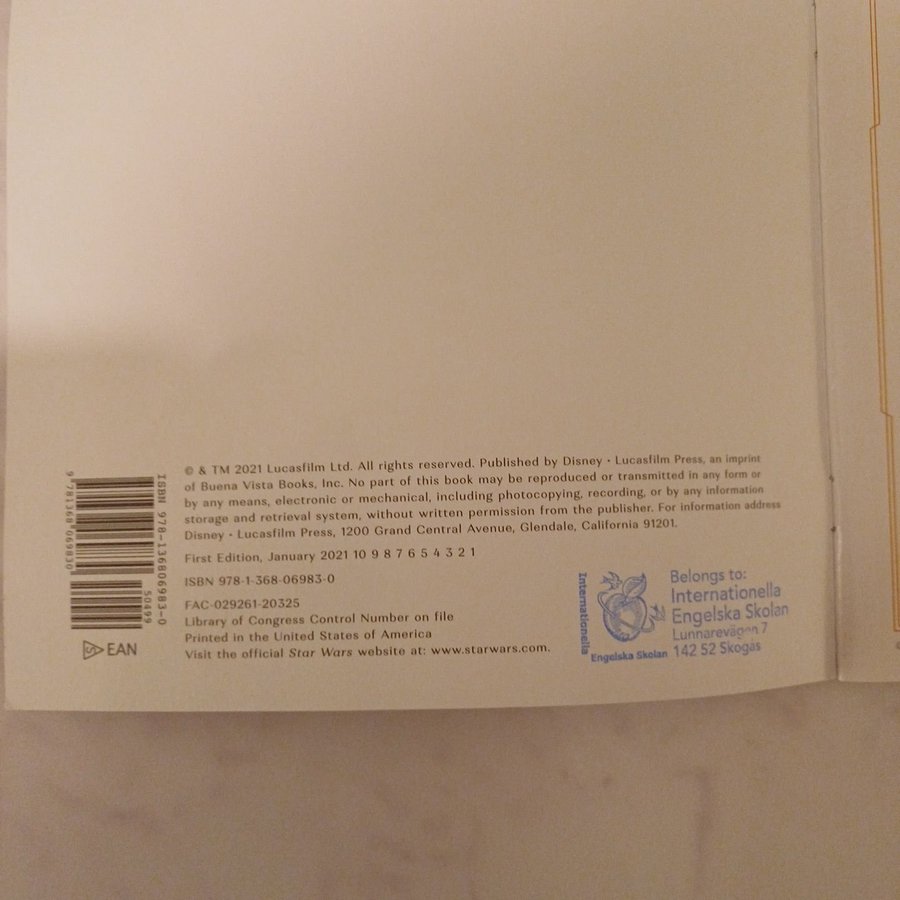 © & TM 2021 Lucasfilm Ltd. All rights reserved. Published by Disney • Lucasfilm Press, an imprint
of Buena Vista Books, Inc. No part of this book may be reproduced or transmitted in any form or
by any means, electronic or mechanical, including photocopying, recording, or by any information
storage and retrieval system, without written permission from the publisher. For information address
Disney • Lucasfilm Press, 1200 Grand Central Avenue, Glendale, California 91201.
First Edition, January 2021 10 9 8 7 6 5 4 3 2 1
ISBN 978-1-368-06983-0
FAC-029261-20325
Library of Congress Control Number on file
Printed in the United States of America
Visit the official Star Wars website at: www.starwars.com.
ISBN 978-136806983-0
9 781368 069830
50499
S
EAN
Internationella
Engelska Skolan
Belongs to:
Internationella
Engelska Skolan
Lunnarevägen 7
142 52 Skogås